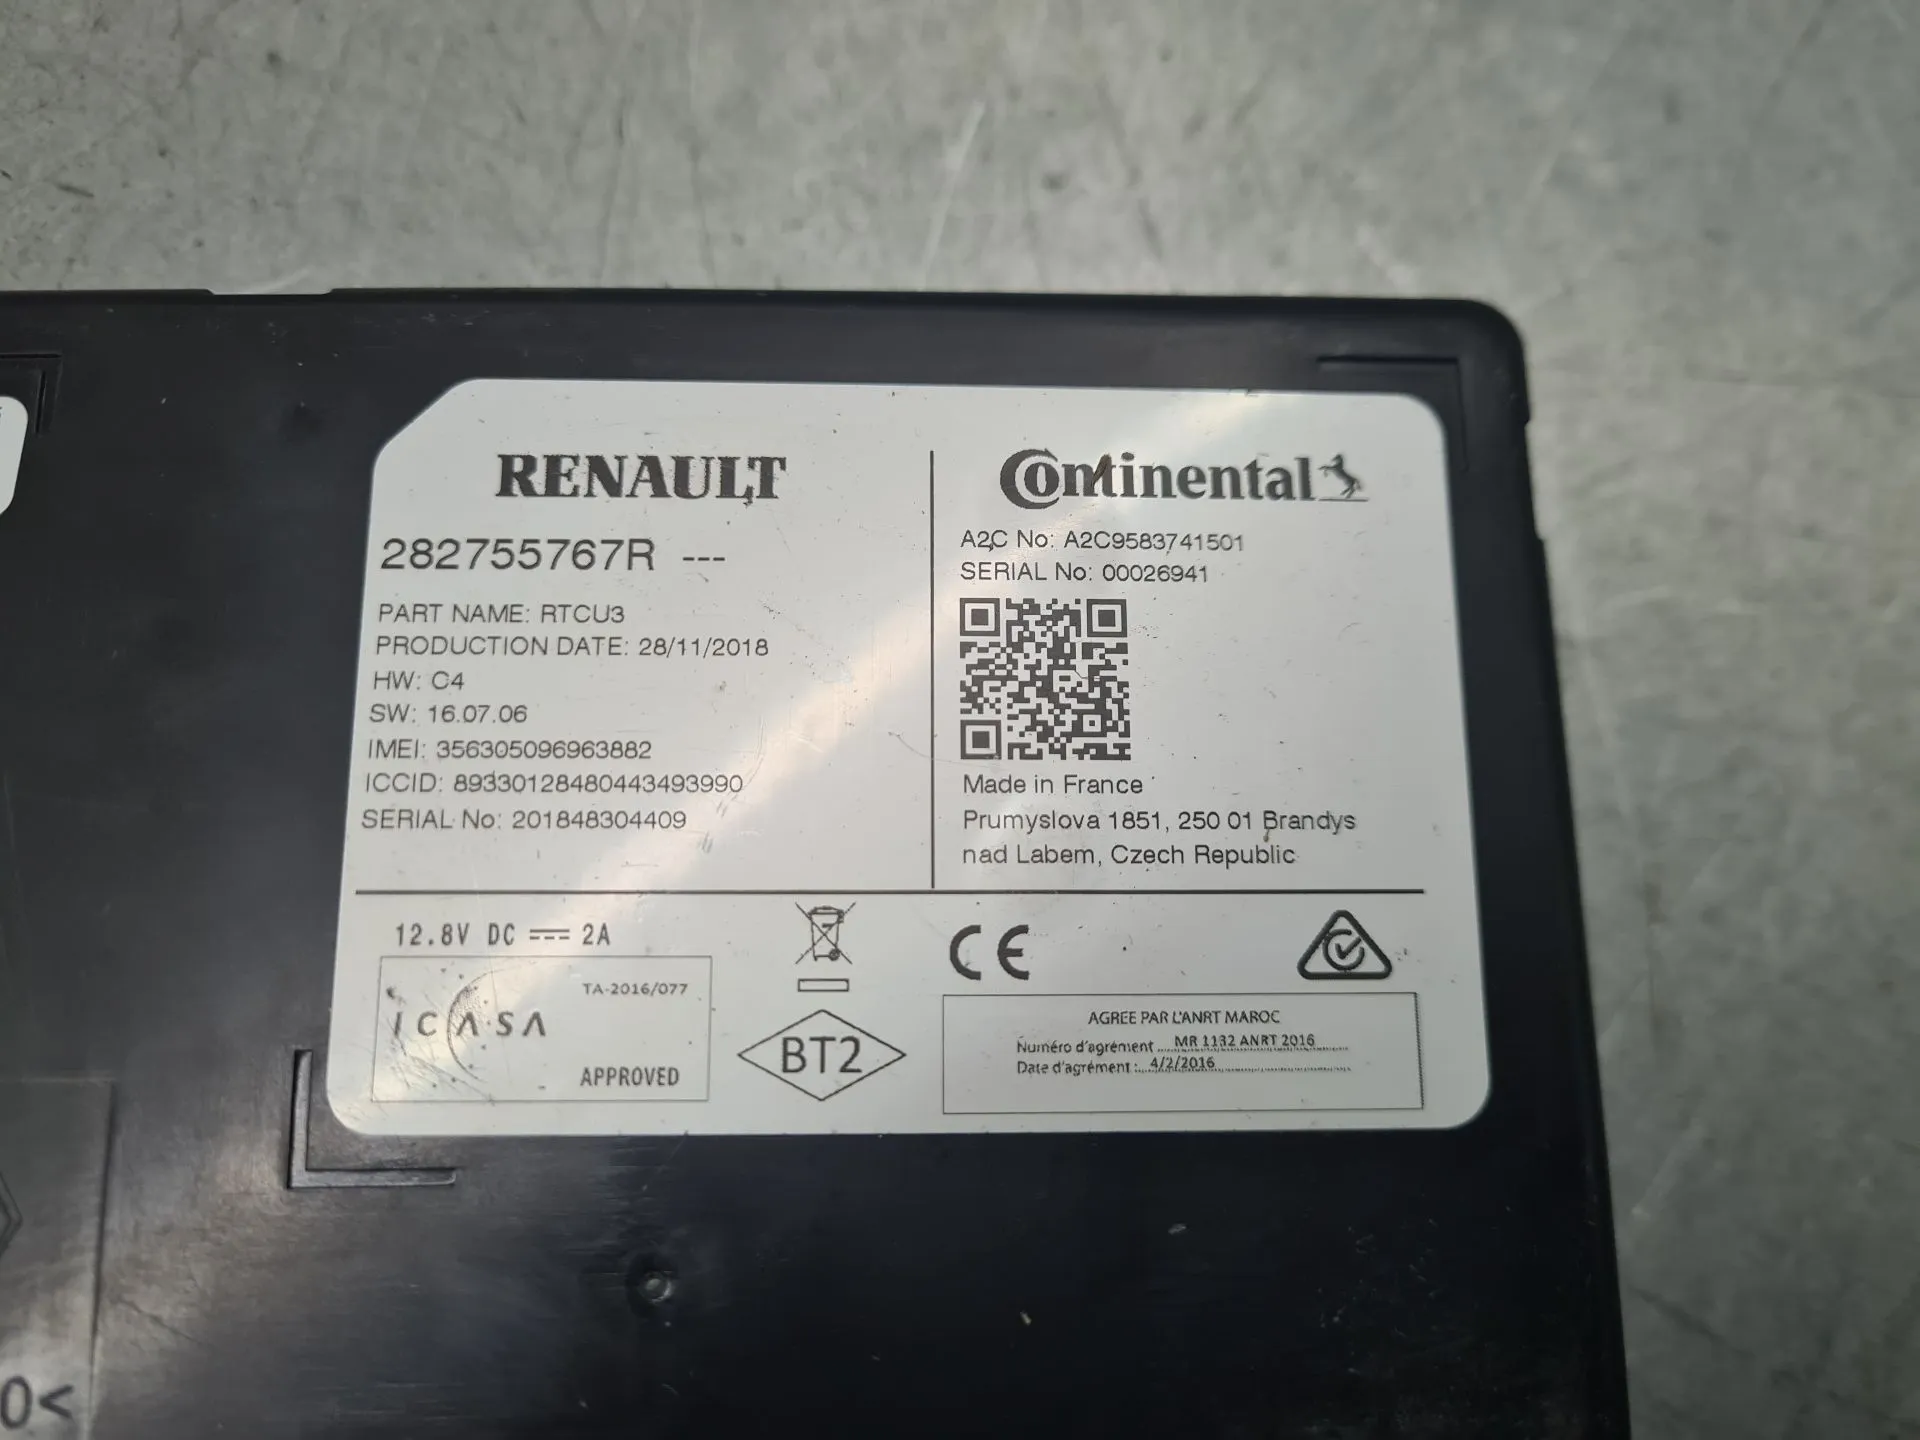 RENAULT
282755767R ---
PART NAME: RTCU3
PRODUCTION DATE: 28/11/2018
HW: C4
SW: 16.07.06
IMEI: 356305096963882
ICCID: 89330128480443493990
SERIAL No: 201848304409
Continental
A2C No: A2C9583741501
SERIAL No: 00026941
Made in France
Prumyslova 1851, 250 01 Brandys
nad Labem, Czech Republic
12.8V DC 2A
ICASA
TA-2016/077
APPROVED
BT2
CE
AGREE PAR L'ANRT MAROC
Numéro d'agrément MR 1132 ANRT 2016
Date d'agrément: 4/2/2016
0<